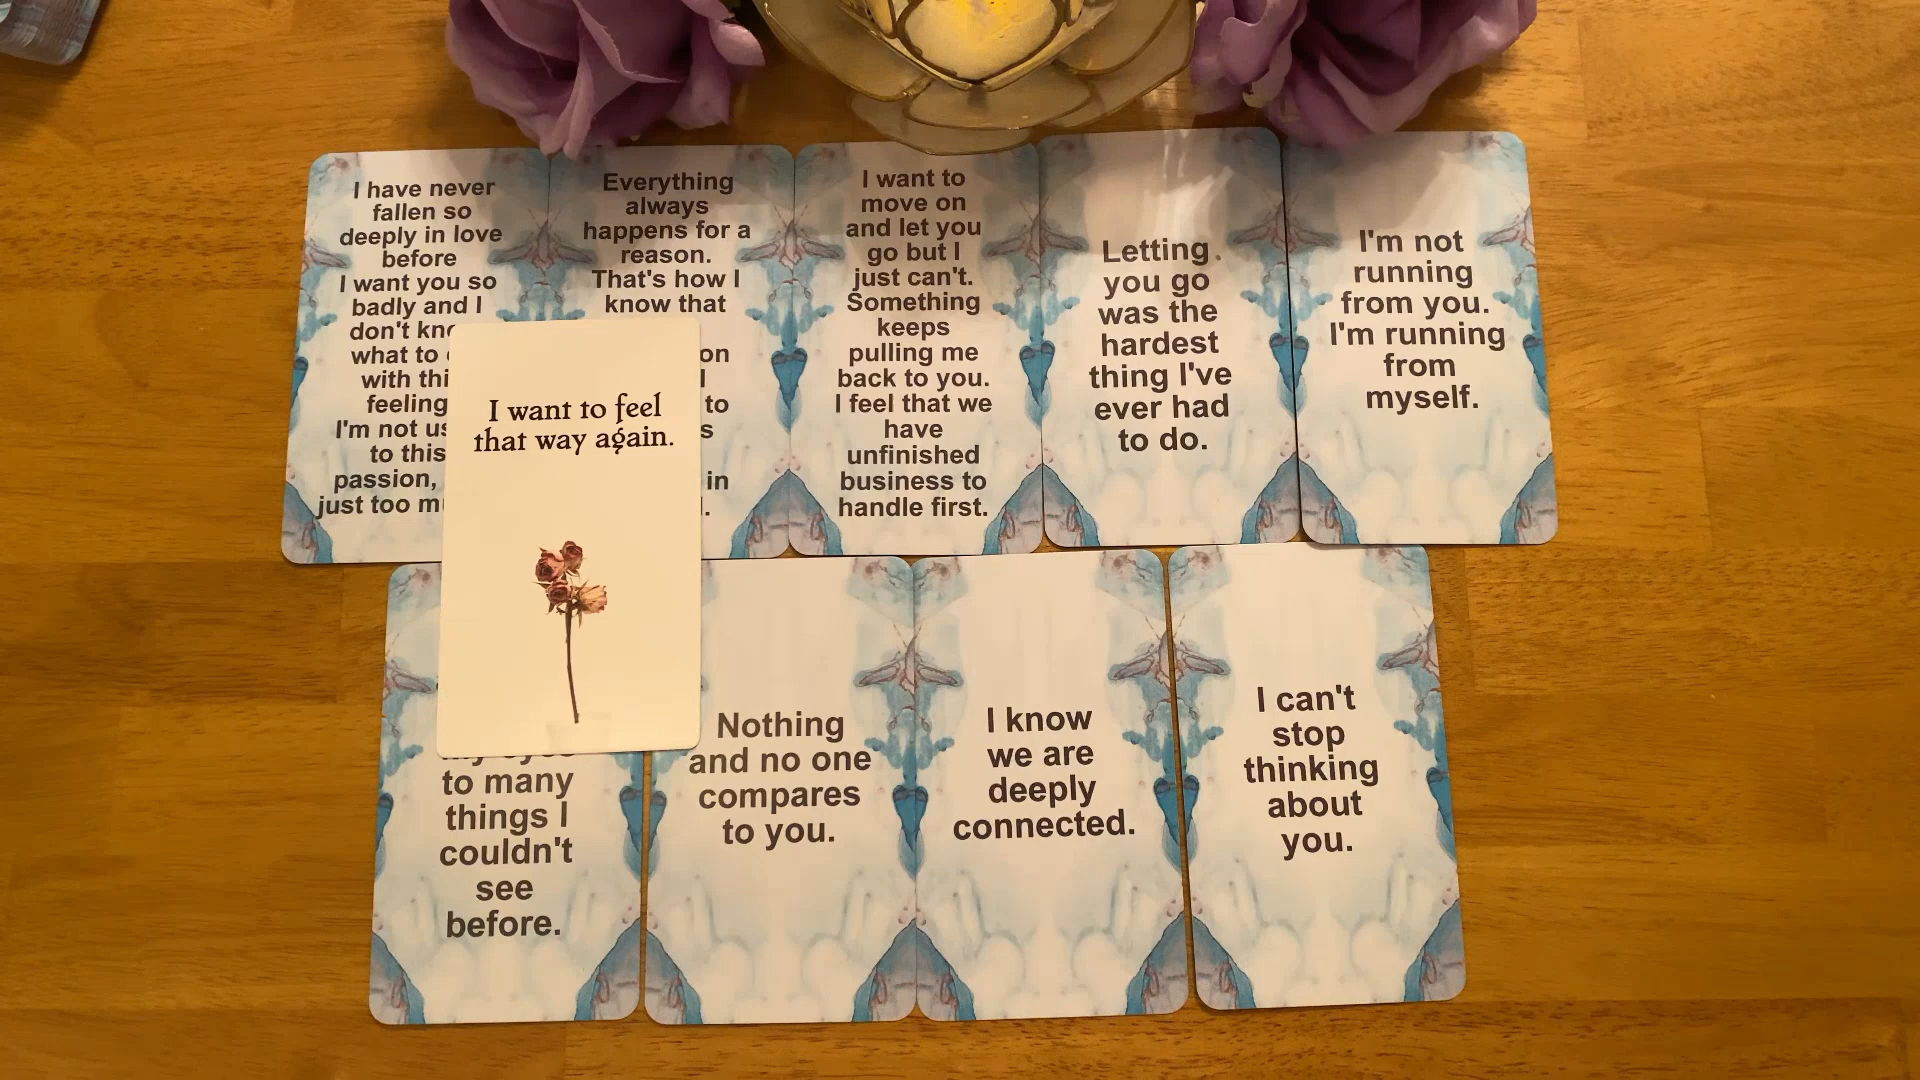 I have never
fallen so
deeply in love
before
I want you so
badly and I
don't
what to
with
feeling
I'm not
to this
passion,
just too
Everything
always
happens for a
reason.
That's how I
know that
to
in
I want to
move on
and let you
go but I
just can't.
Something
keeps
pulling me
back to you.
I feel that we
have
unfinished
business to
handle first.
Letting
you go
was the
hardest
thing I've
ever had
to do.
I'm not
running
from you.
I'm running
from
myself.
I want to feel
that way again.
to many
things I
couldn't
see
before.
Nothing
and no one
compares
to you.
I know
we are
deeply
connected.
I can't
stop
thinking
about
you.